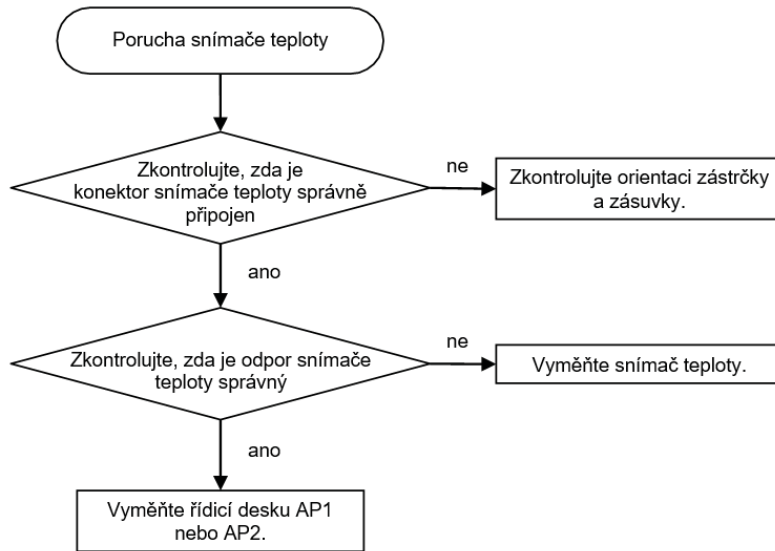 Porucha snímače teploty
Zkontrolujte, zda je
konektor snímače teploty správně
připojen
ne
Zkontrolujte orientaci zástrčky
a zásuvky.
ano
Zkontrolujte, zda je odpor snímače
teploty správný
ne
Vyměňte snímač teploty.
ano
Vyměňte řídicí desku AP1
nebo AP2.